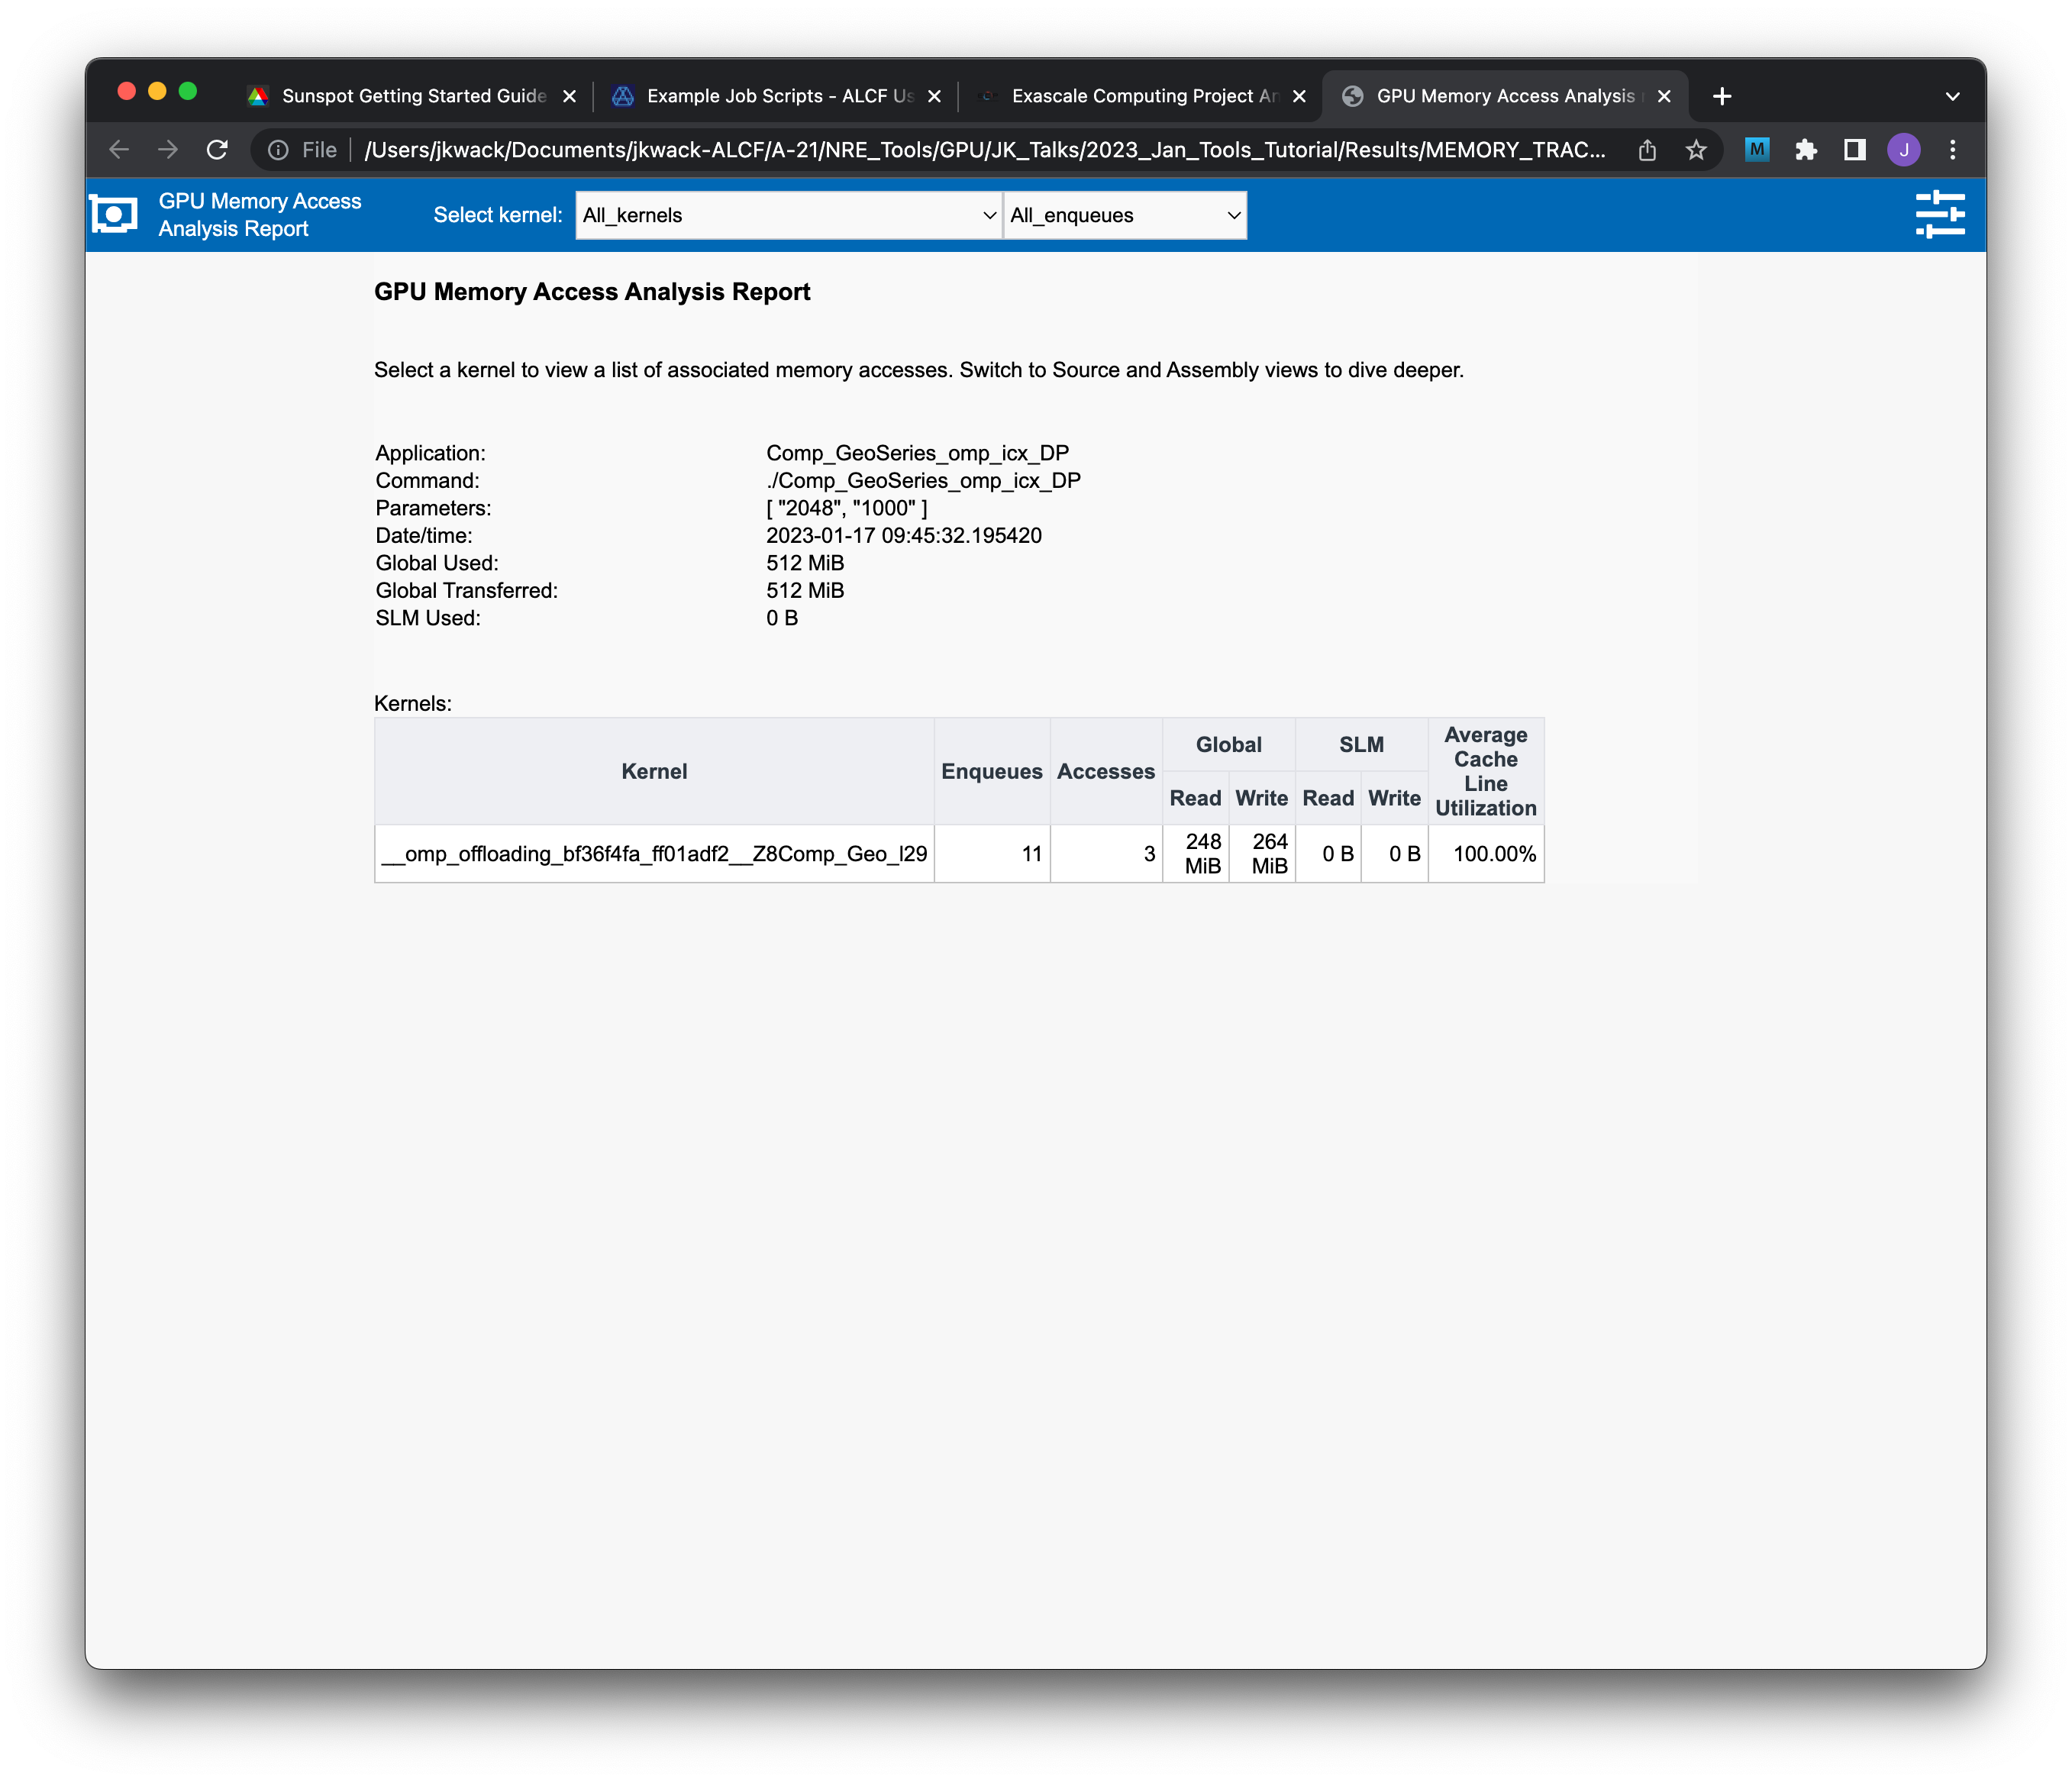 Sunspot Getting Started Guide
Example Job Scripts - ALCF Us
Exascale Computing Project An
GPU Memory Access Analysis
File
/Users/jkwack/Documents/jkwack-ALCF/A-21/NRE_Tools/GPU/JK_Talks/2023_Jan_Tools_Tutorial/Results/MEMORY_TRAC...
M
J
GPU Memory Access
Analysis Report
Select kernel:
All_kernels
All_enqueues
GPU Memory Access Analysis Report
Select a kernel to view a list of associated memory accesses. Switch to Source and Assembly views to dive deeper.
Application: Comp_GeoSeries_omp_icx_DP
Command: ./Comp_GeoSeries_omp_icx_DP
Parameters: [ "2048", "1000" ]
Date/time: 2023-01-17 09:45:32.195420
Global Used: 512 MiB
Global Transferred: 512 MiB
SLM Used: 0 B
Kernels:
Kernel Enqueues Accesses Global SLM Average
Cache
Line
Utilization
Read Write Read Write
__omp_offloading_bf36f4fa_ff01adf2__Z8Comp_Geo_l29 11 3 248 MiB 264 MiB 0 B 0 B 100.00%